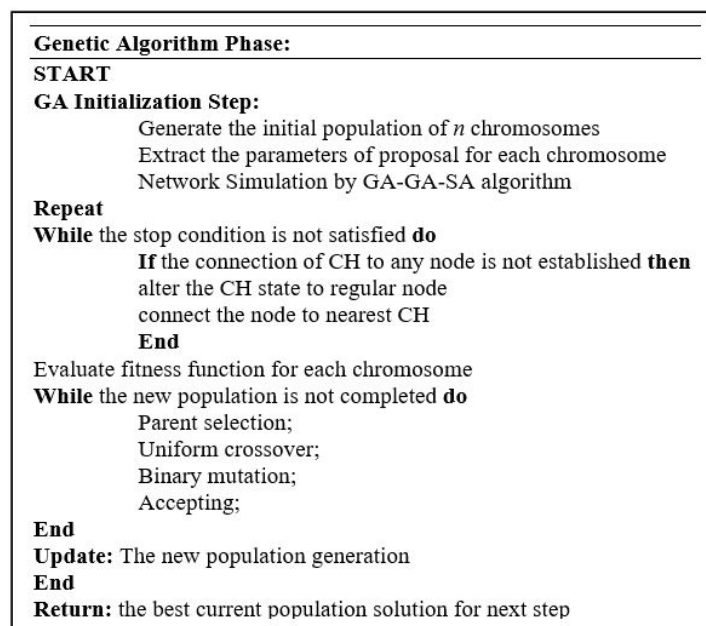 Genetic Algorithm Phase:
START
GA Initialization Step:
Generate the initial population of n chromosomes
Extract the parameters of proposal for each chromosome
Network Simulation by GA-GA-SA algorithm
Repeat
While the stop condition is not satisfied do
If the connection of CH to any node is not established then
alter the CH state to regular node
connect the node to nearest CH
End
Evaluate fitness function for each chromosome
While the new population is not completed do
Parent selection;
Uniform crossover;
Binary mutation;
Accepting;
End
Update: The new population generation
End
Return: the best current population solution for next step